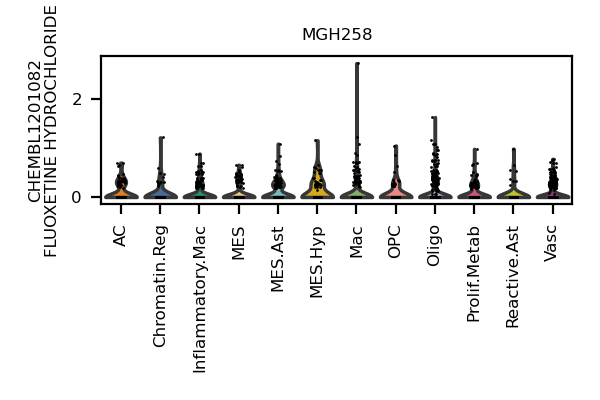 MGH258
CHEMBL1201082
FLUOXETINE HYDROCHLORIDE
2
0
AC
Chromatin.Reg
Inflammatory.Mac
MES
MES.Ast
MES.Hyp
Mac
OPC
Oligo
Prolif.Metab
Reactive.Ast
Vasc